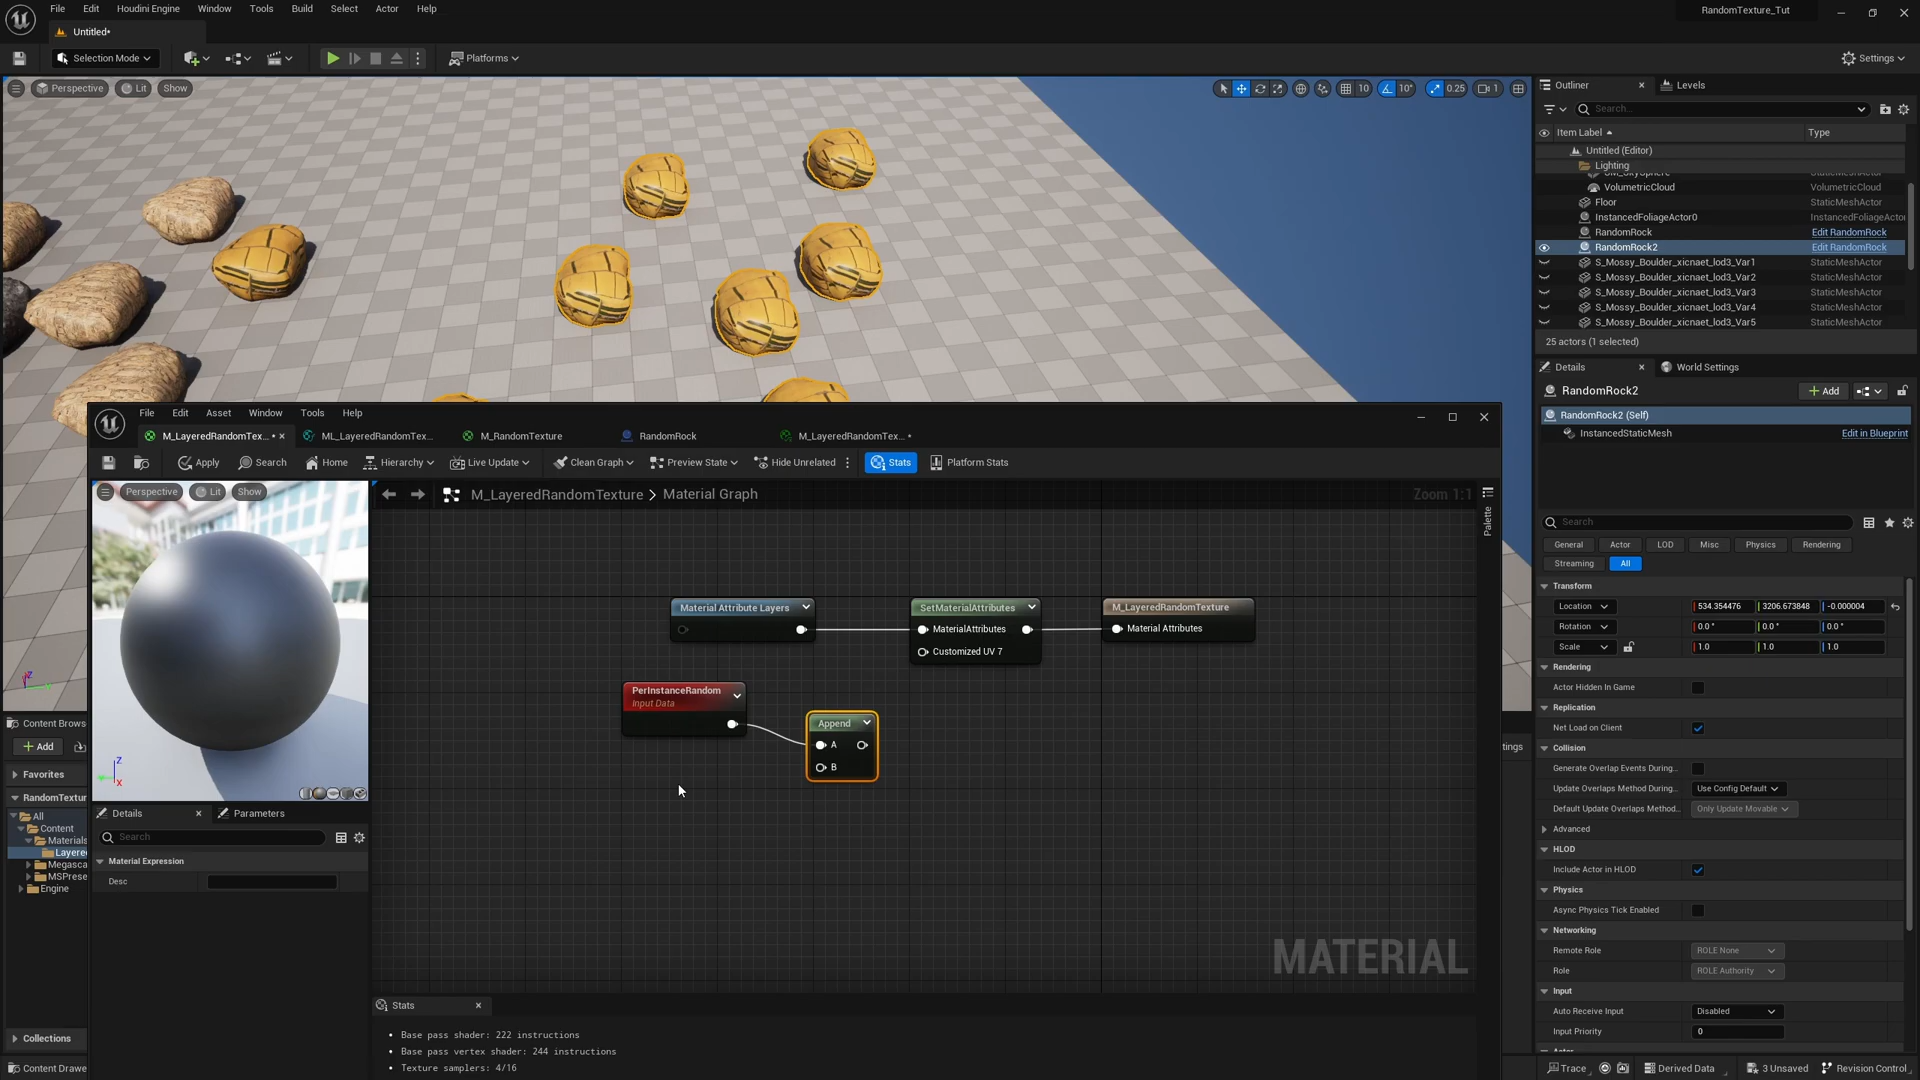 File Edit Houdini Engine Window Tools Build Select Actor Help
RandomTexture_Tut
Untitled•
Selection Mode
Platforms
Settings
Perspective Lit Show
10 10° 0.25 1
Outliner Levels
Search...
Item Label Type
Untitled (Editor)
Lighting
VolumetricCloud VolumetricCloud
Floor StaticMeshActor
InstancedFoliageActor0 InstancedFoliageActor
RandomRock Edit RandomRock
RandomRock2 Edit RandomRock
S_Mossy_Boulder_xicnaet_lod3_Var1 StaticMeshActor
S_Mossy_Boulder_xicnaet_lod3_Var2 StaticMeshActor
S_Mossy_Boulder_xicnaet_lod3_Var3 StaticMeshActor
S_Mossy_Boulder_xicnaet_lod3_Var4 StaticMeshActor
S_Mossy_Boulder_xicnaet_lod3_Var5 StaticMeshActor
25 actors (1 selected)
Details World Settings
RandomRock2
Add
RandomRock2 (Self)
InstancedStaticMesh Edit in Blueprint
Search
General Actor LOD Misc Physics Rendering
Streaming All
Transform
Location 534.354476 3206.673848 -0.000004
Rotation 0.0 ° 0.0 ° 0.0 °
Scale 1.0 1.0 1.0
Rendering
Actor Hidden In Game
Replication
Net Load on Client
Collision
Generate Overlap Events During...
Update Overlaps Method During... Use Config Default
Default Update Overlaps Method... Only Update Movable
Advanced
HLOD
Include Actor in HLOD
Physics
Async Physics Tick Enabled
Networking
Remote Role ROLE None
Role ROLE Authority
Input
Auto Receive Input Disabled
Input Priority 0
File Edit Asset Window Tools Help
M_LayeredRandomTex... • ML_LayeredRandomTex... M_RandomTexture RandomRock M_LayeredRandomTex... •
Apply Search Home Hierarchy Live Update Clean Graph Preview State Hide Unrelated Stats Platform Stats
Perspective Lit Show
M_LayeredRandomTexture > Material Graph
Zoom 1:1
Palette
Material Attribute Layers
SetMaterialAttributes
MaterialAttributes
Customized UV 7
M_LayeredRandomTexture
Material Attributes
PerInstanceRandom
Input Data
Append
A
B
MATERIAL
Z
X
Details Parameters
Search
Material Expression
Desc
Stats
• Base pass shader: 222 instructions
• Base pass vertex shader: 244 instructions
• Texture samplers: 4/16
Content Brows
Add
tings
Favorites
RandomTextur
All
Content
Materials
Layere
Megasca
MSPrese
Engine
Collections
Content Drawe
Trace Derived Data 3 Unsaved Revision Control